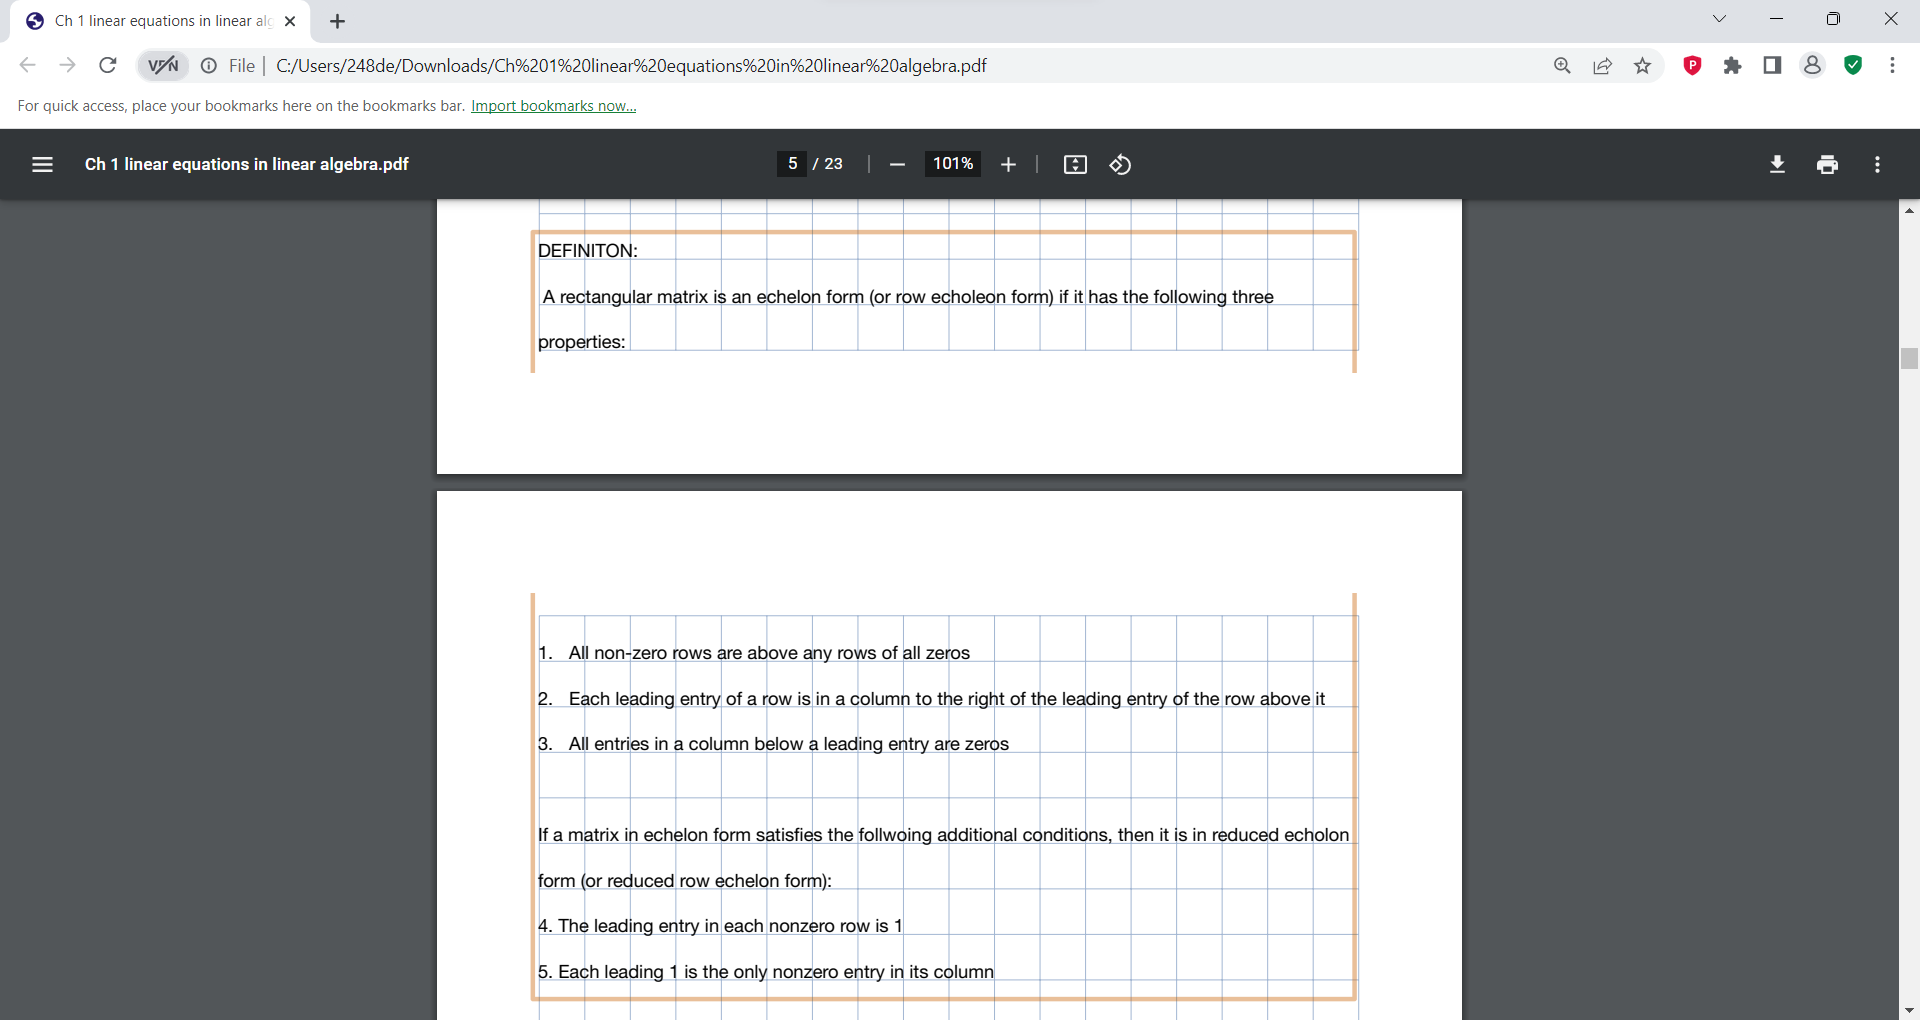 Ch 1 linear equations in linear alg
File C:/Users/248de/Downloads/Ch%201%20linear%20equations%20in%20linear%20algebra.pdf
For quick access, place your bookmarks here on the bookmarks bar. Import bookmarks now...
Ch 1 linear equations in linear algebra.pdf 5 / 23 101%
DEFINITON:
A rectangular matrix is an echelon form (or row echoleon form) if it has the following three
properties:
1. All non-zero rows are above any rows of all zeros
2. Each leading entry of a row is in a column to the right of the leading entry of the row above it
3. All entries in a column below a leading entry are zeros
If a matrix in echelon form satisfies the follwoing additional conditions, then it is in reduced echolon
form (or reduced row echelon form):
4. The leading entry in each nonzero row is 1
5. Each leading 1 is the only nonzero entry in its column